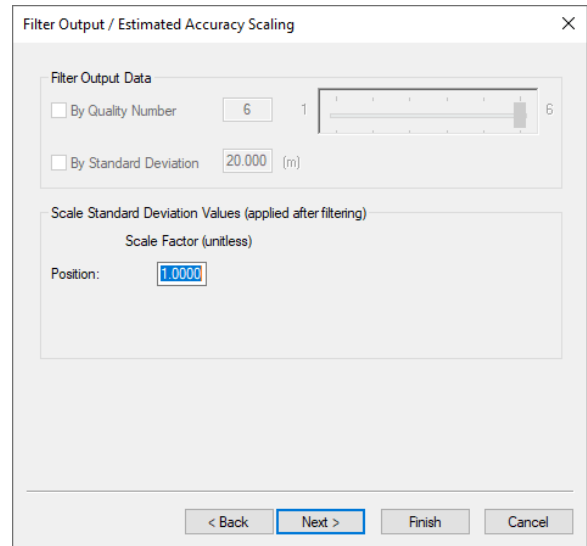 Filter Output / Estimated Accuracy Scaling
Filter Output Data
By Quality Number 6 1 6
By Standard Deviation 20.000 (m)
Scale Standard Deviation Values (applied after filtering)
Scale Factor (unitless)
Position: 1.0000
< Back Next > Finish Cancel